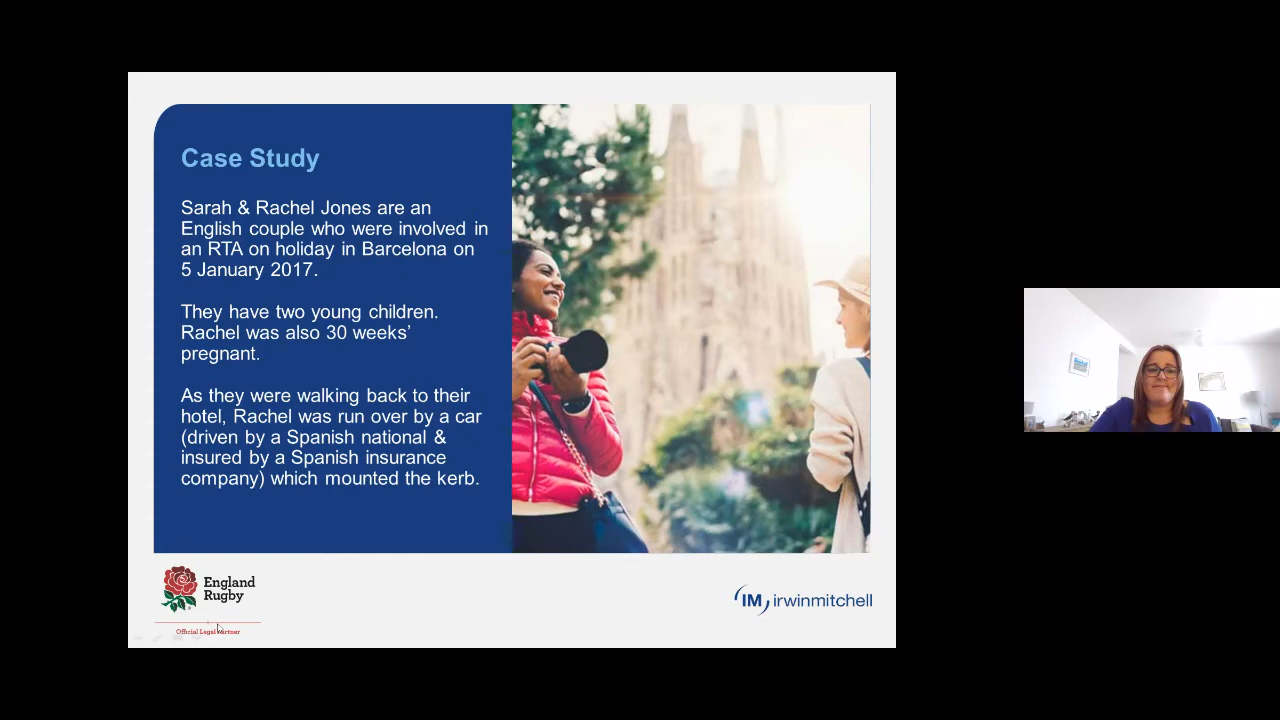 Case Study
Sarah & Rachel Jones are an
English couple who were involved in
an RTA on holiday in Barcelona on
5 January 2017.
They have two young children.
Rachel was also 30 weeks’
pregnant.
As they were walking back to their
hotel, Rachel was run over by a car
(driven by a Spanish national &
insured by a Spanish insurance
company) which mounted the kerb.
England
Rugby
Official Legal Partner
IM irwinmitchell